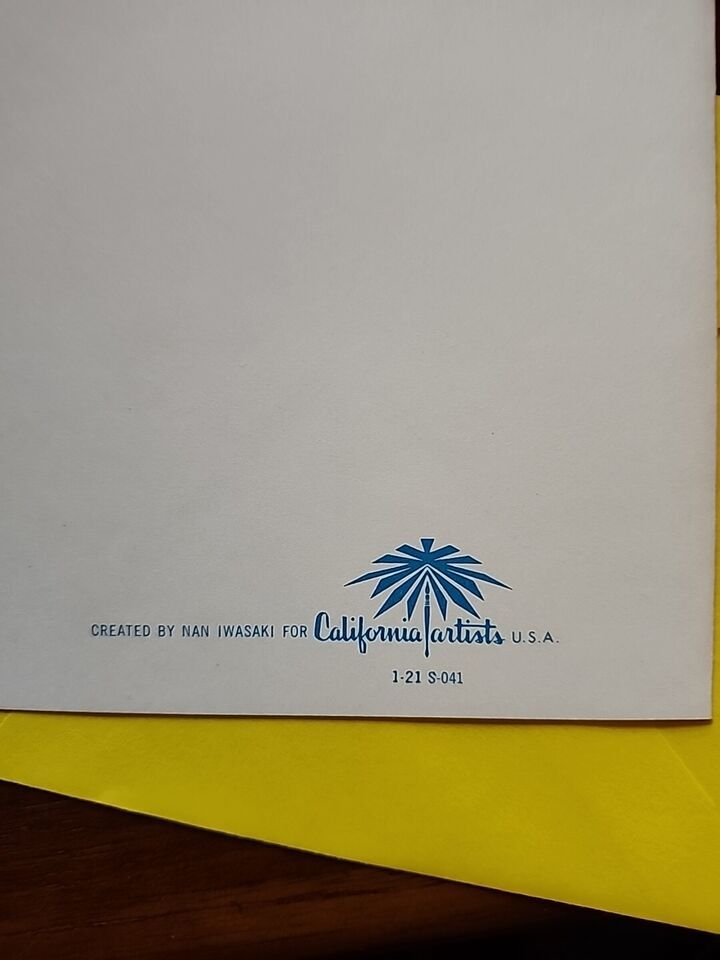 CREATED BY NAN IWASAKI FOR California artists U.S.A.
1-21 S-041